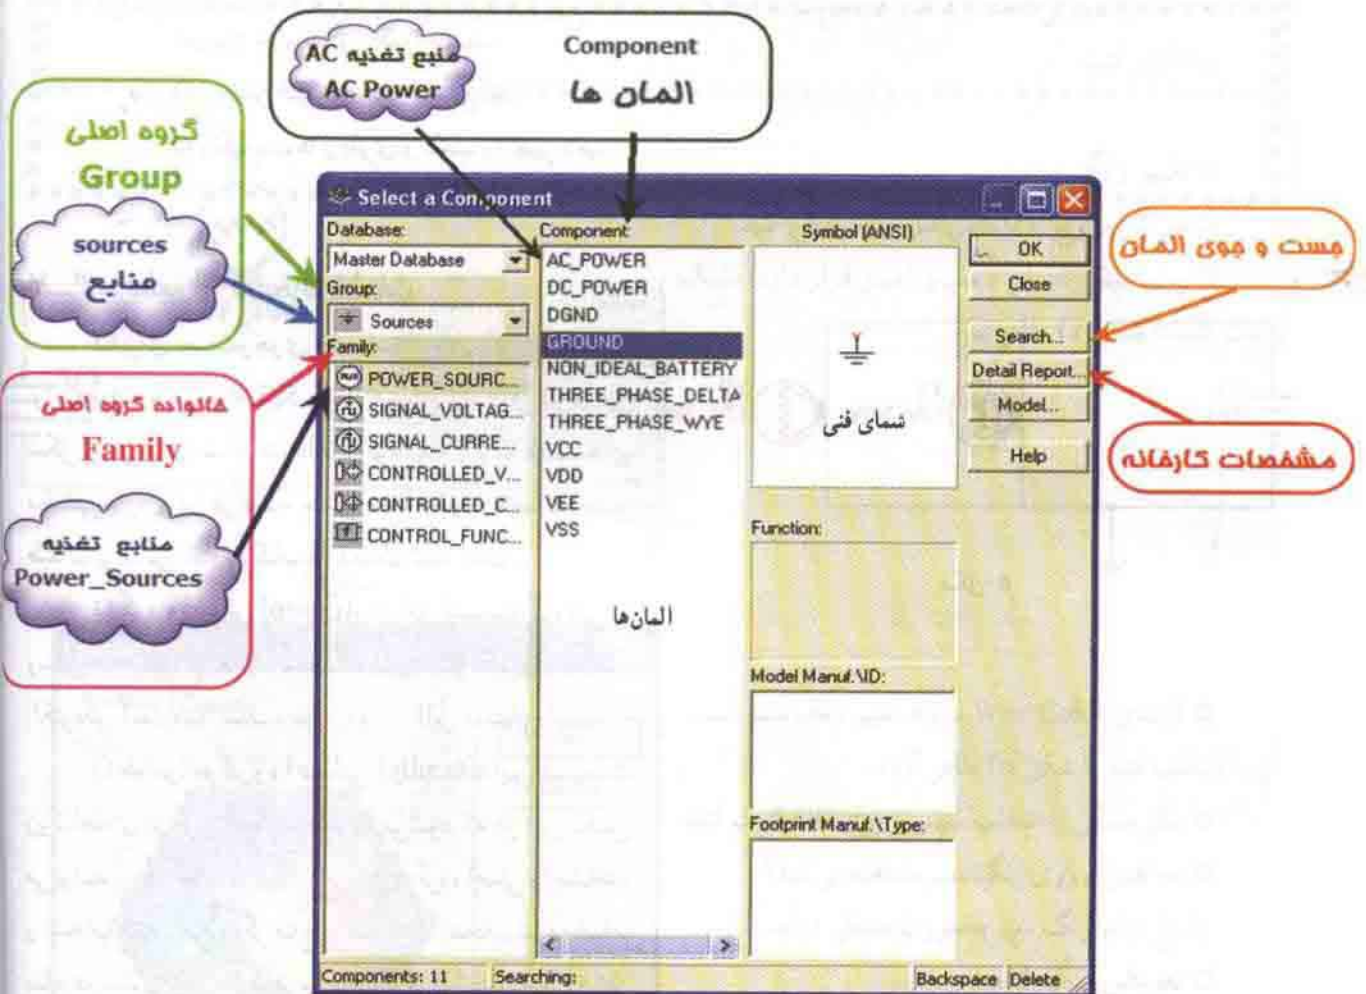 منبع تغذیه AC
AC Power
Component
المان ها
گروه اصلی
Group
sources
منابع
خانواده گروه اصلی
Family
منابع تغذیه
Power_Sources
Select a Component
Database:
Master Database
Group:
Sources
Family:
POWER_SOURC...
SIGNAL_VOLTAG...
SIGNAL_CURRE...
CONTROLLED_V...
CONTROLLED_C...
CONTROL_FUNC...
Component:
AC_POWER
DC_POWER
DGND
GROUND
NON_IDEAL_BATTERY
THREE_PHASE_DELTA
THREE_PHASE_WYE
VCC
VDD
VEE
VSS
المان‌ها
Symbol (ANSI)
شمای فنی
Function:
Model Manuf.\ID:
Footprint Manuf.\Type:
OK
Close
Search...
Detail Report...
Model...
Help
جست و جوی المان
مشخصات کارخانه
Components: 11
Searching:
Backspace
Delete